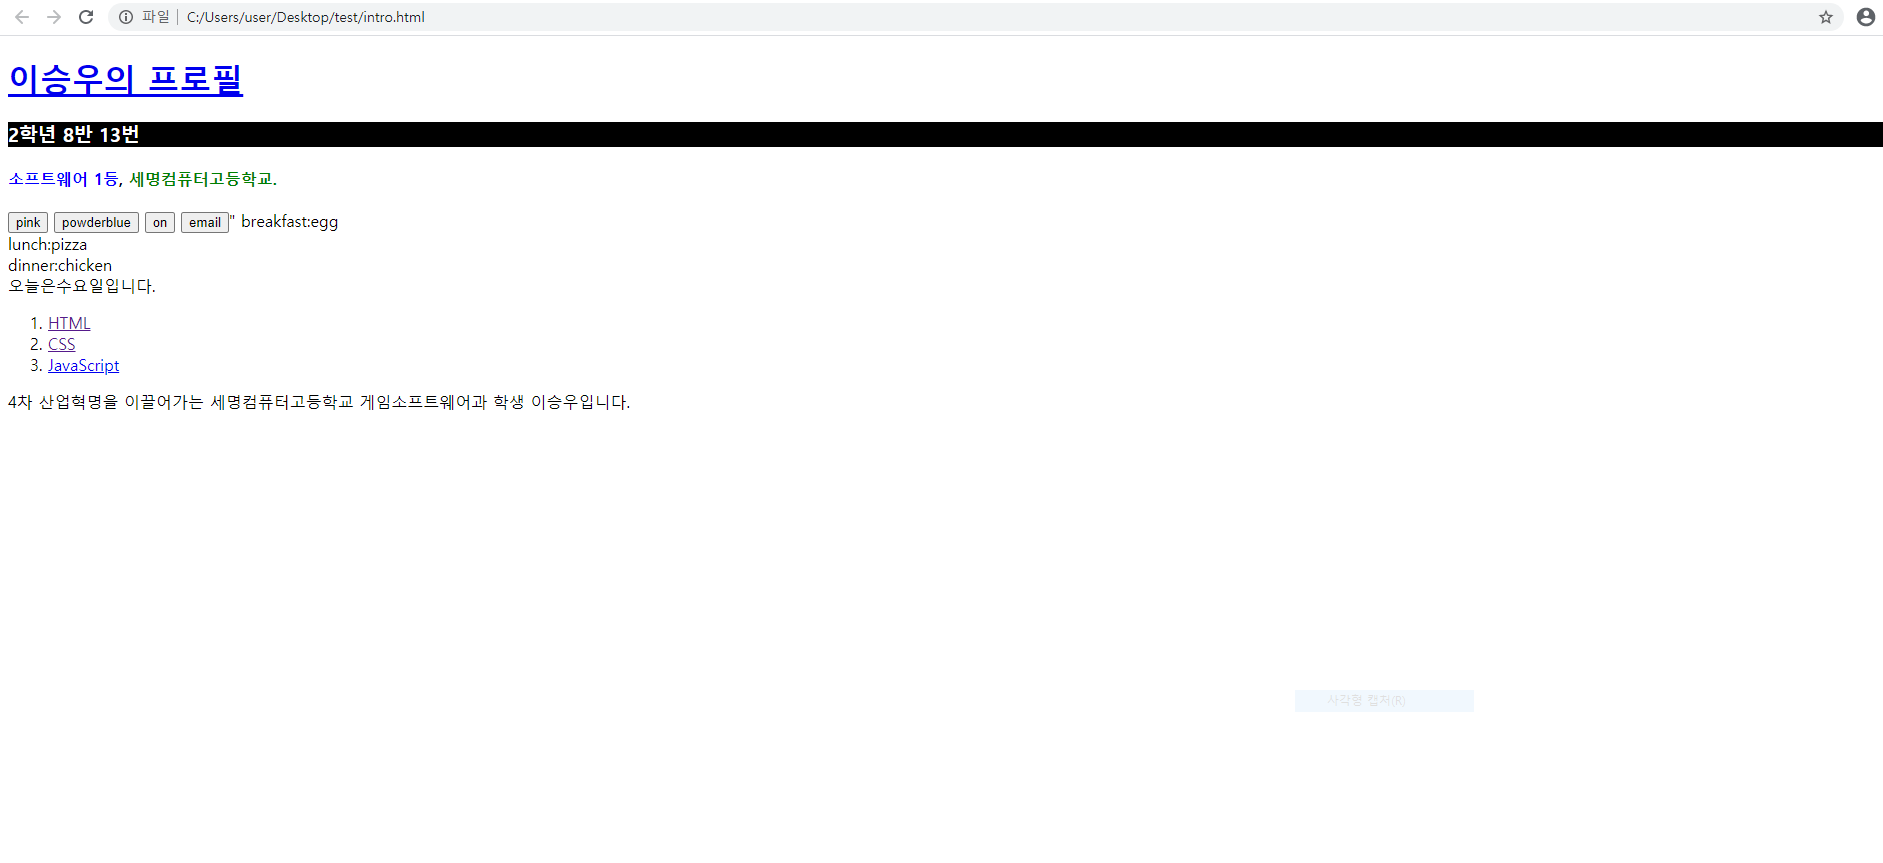 파일 | C:/Users/user/Desktop/test/intro.html
이승우의 프로필
2학년 8반 13번
소프트웨어 1등, 세명컴퓨터고등학교.
pink powderblue on email" breakfast:egg
lunch:pizza
dinner:chicken
오늘은수요일입니다.
1. HTML
2. CSS
3. JavaScript
4차 산업혁명을 이끌어가는 세명컴퓨터고등학교 게임소프트웨어과 학생 이승우입니다.
사각형 캡처(R)